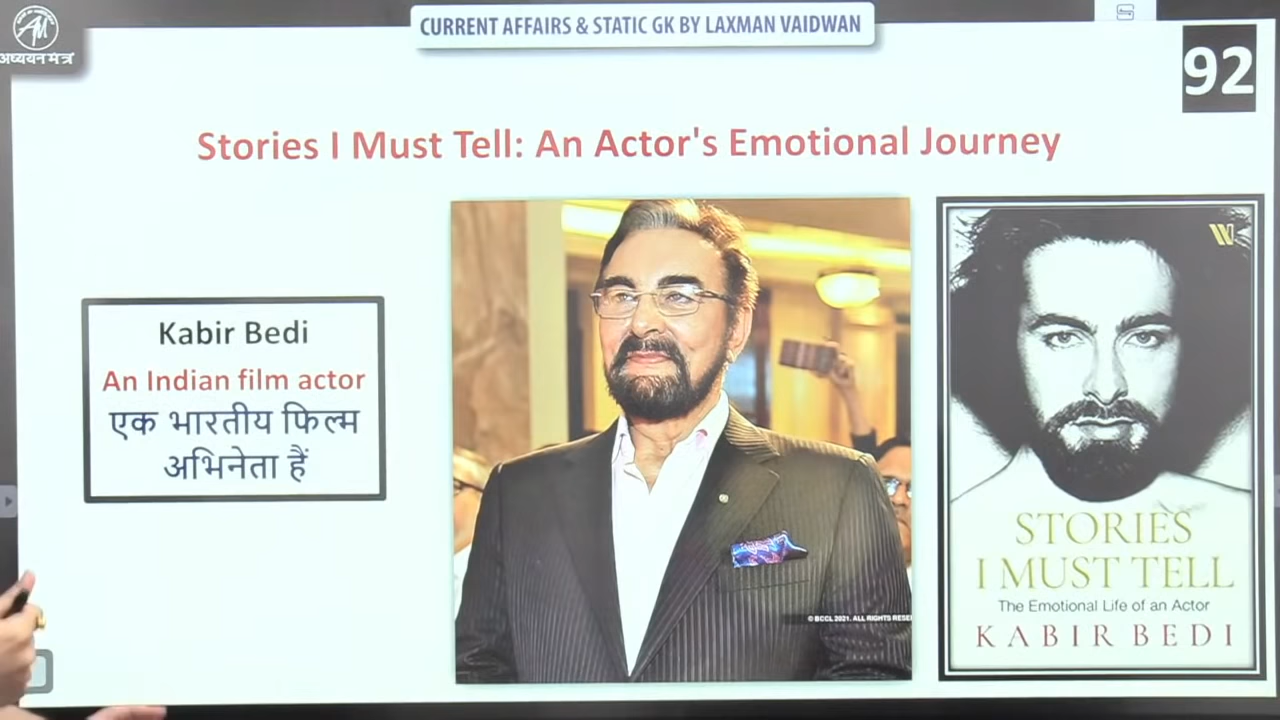 अध्ययन मंत्र
CURRENT AFFAIRS & STATIC GK BY LAXMAN VAIDWAN
92
Stories I Must Tell: An Actor's Emotional Journey
Kabir Bedi
An Indian film actor
एक भारतीय फिल्म
अभिनेता हैं
© BCCL 2021. ALL RIGHTS RESE
STORIES
I MUST TELL
The Emotional Life of an Actor
KABIR BEDI